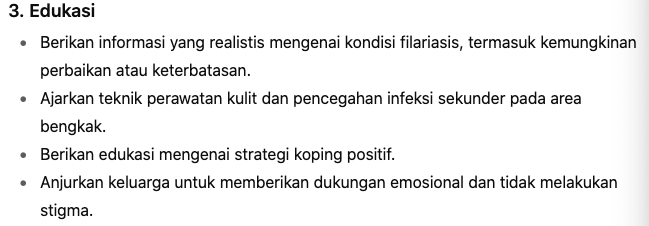 3. Edukasi
• Berikan informasi yang realistis mengenai kondisi filariasis, termasuk kemungkinan
perbaikan atau keterbatasan.
• Ajarkan teknik perawatan kulit dan pencegahan infeksi sekunder pada area
bengkak.
• Berikan edukasi mengenai strategi koping positif.
• Anjurkan keluarga untuk memberikan dukungan emosional dan tidak melakukan
stigma.